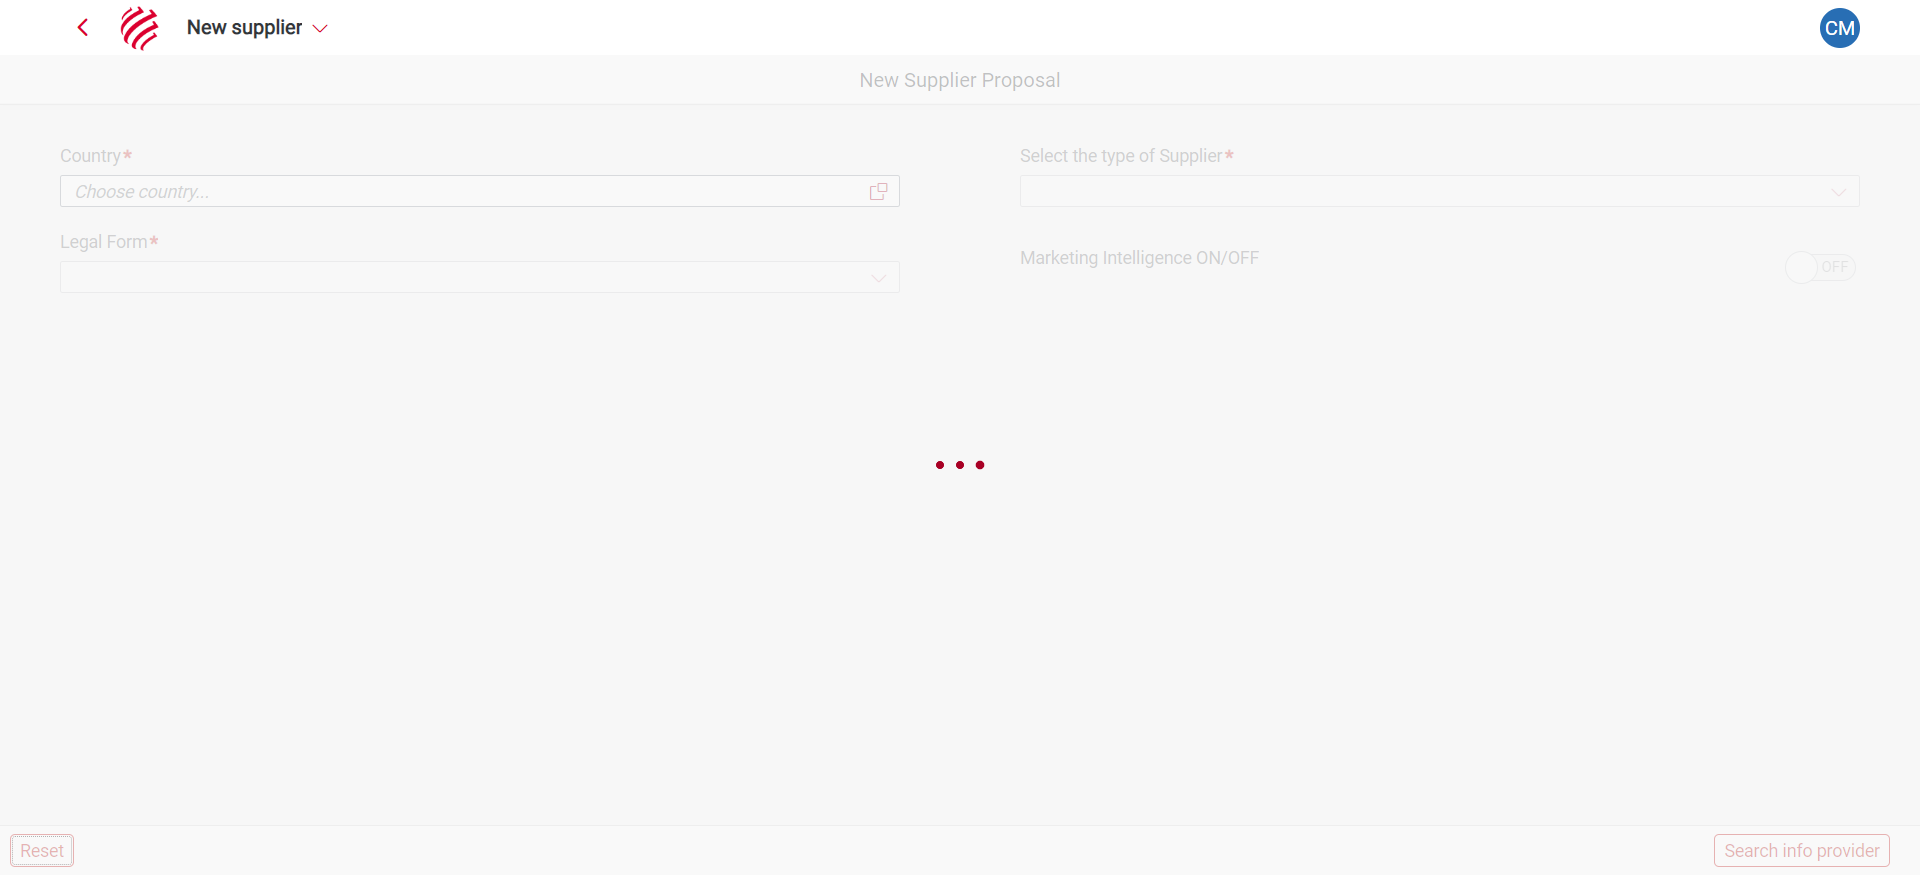 New supplier
CM
New Supplier Proposal
Country*
Choose country...
Select the type of Supplier*
Legal Form*
Marketing Intelligence ON/OFF
OFF
Reset
Search info provider